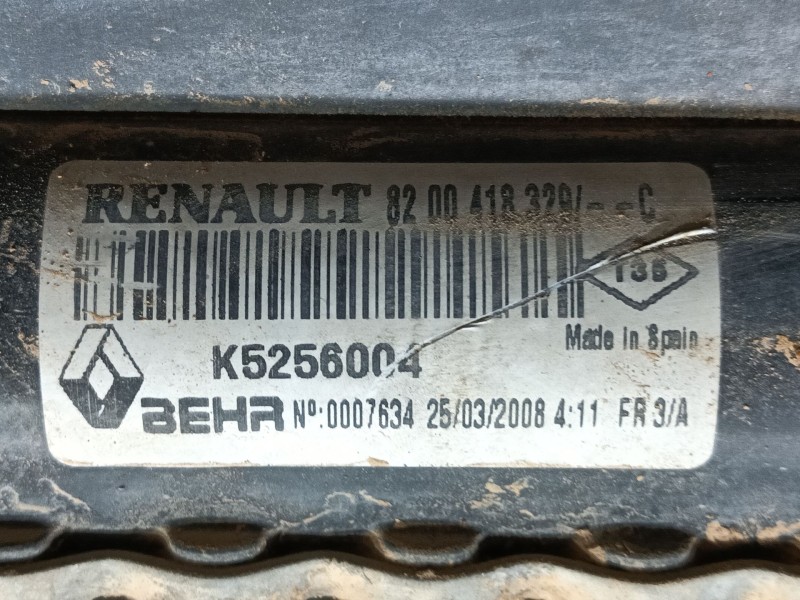 RENAULT 82 00 418 329/--C
138
Made in Spain
K5256004
BEHR Nº:0007634 25/03/2008 4:11 FR 3/A